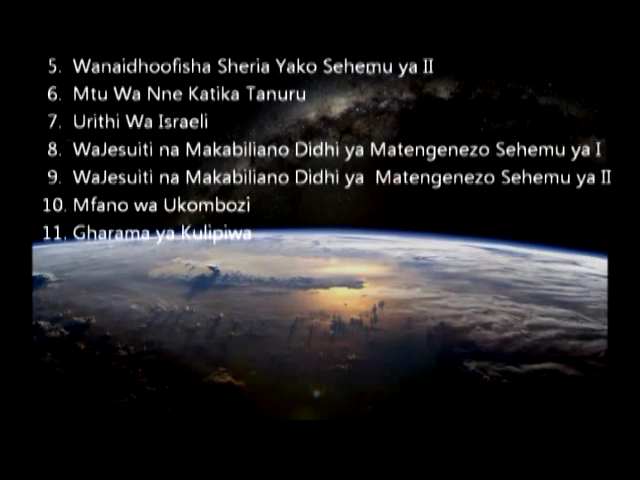 5. Wanaidhoofisha Sheria Yako Sehemu ya II
6. Mtu Wa Nne Katika Tanuru
7. Urithi Wa Israeli
8. WaJesuiti na Makabiliano Didhi ya Matengenezo Sehemu ya I
9. WaJesuiti na Makabiliano Didhi ya Matengenezo Sehemu ya II
10. Mfano wa Ukombozi
11. Gharama ya Kulipiwa